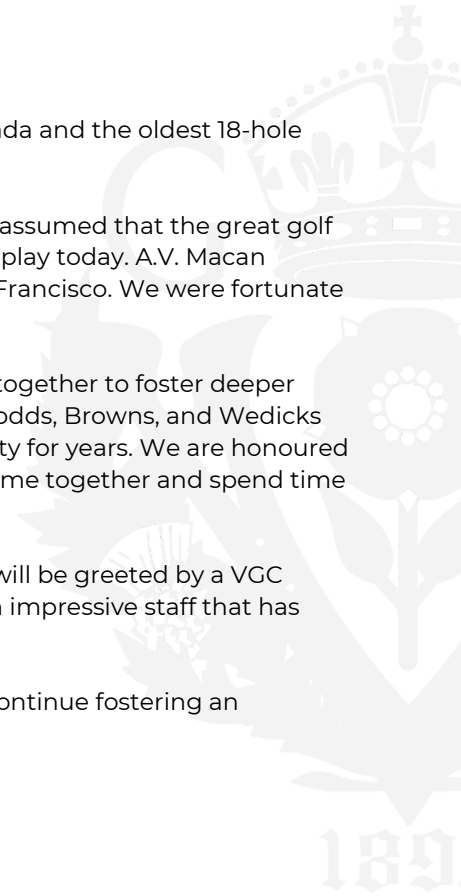 ada and the oldest 18-hole
assumed that the great golf
play today. A.V. Macan
Francisco. We were fortunate
together to foster deeper
odds, Browns, and Wedicks
ty for years. We are honoured
me together and spend time
will be greeted by a VGC
impressive staff that has
ontinue fostering an
C
189